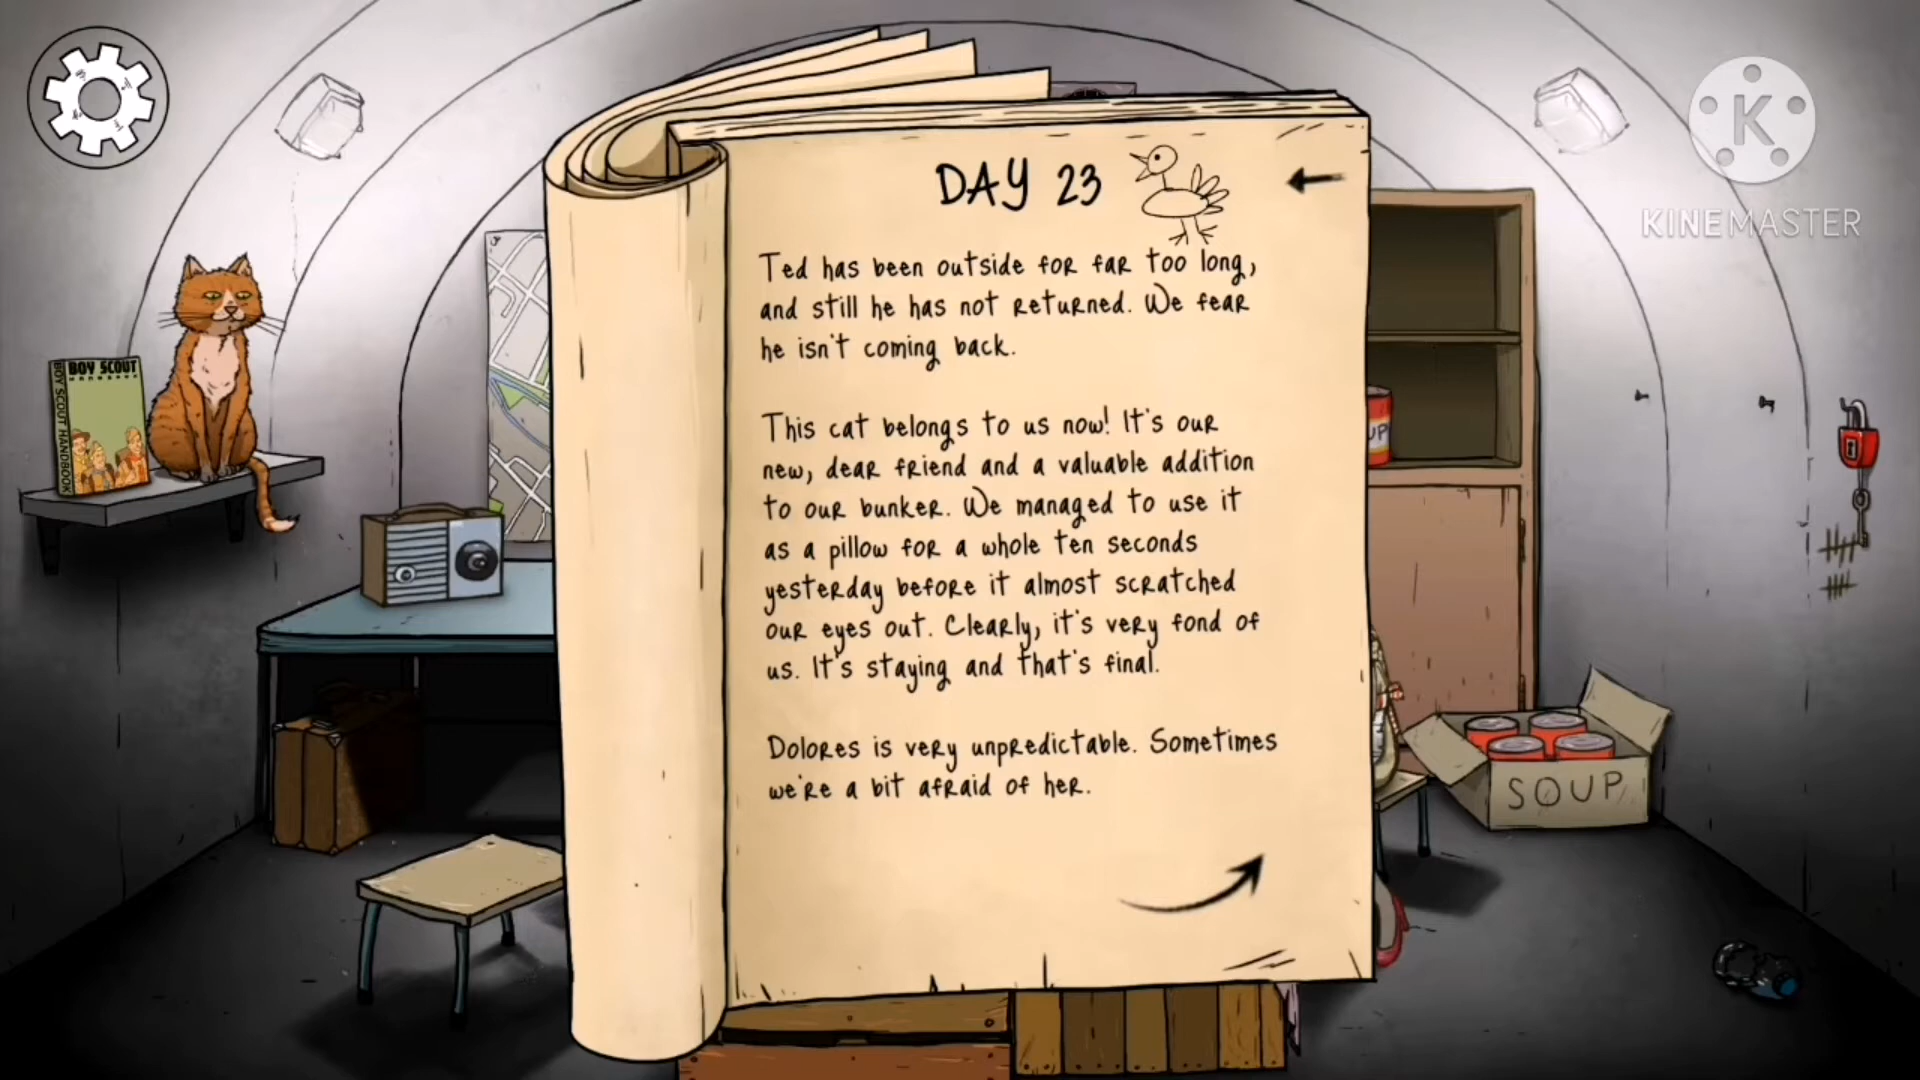 DAY 23
Ted has been outside for far too long,
and still he has not returned. We fear
he isn't coming back.
This cat belongs to us now! It's our
new, dear friend and a valuable addition
to our bunker. We managed to use it
as a pillow for a whole ten seconds
yesterday before it almost scratched
our eyes out. Clearly, it's very fond of
us. It's staying and that's final.
Dolores is very unpredictable. Sometimes
we're a bit afraid of her.
BOY SCOUT
HANDBOOK
BOY SCOUT HANDBOOK
K
KINEMASTER
UP
SOUP